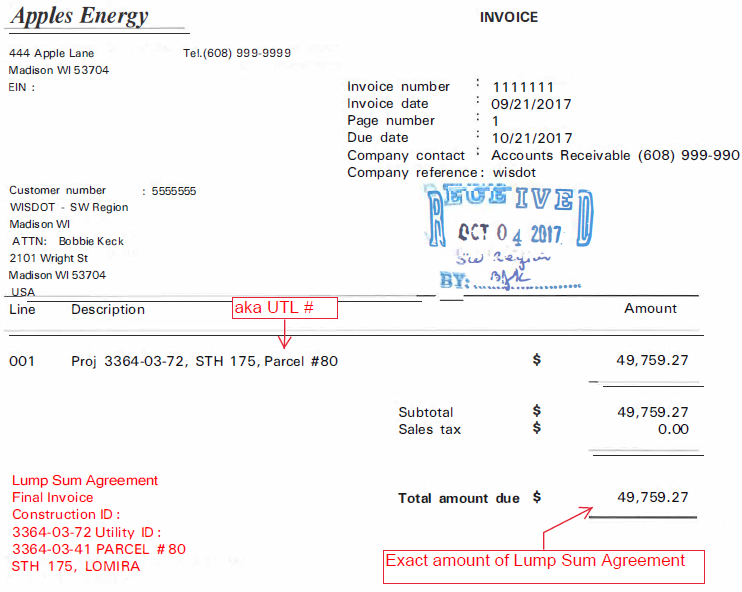 Apples Energy
INVOICE
444 Apple Lane Tel.(608) 999-9999
Madison WI 53704
EIN :
Invoice number : 1111111
Invoice date : 09/21/2017
Page number : 1
Due date : 10/21/2017
Company contact : Accounts Receivable (608) 999-990
Company reference : wisdot
Customer number : 5555555
WISDOT - SW Region
Madison WI
ATTN: Bobbie Keck
2101 Wright St
Madison WI 53704
USA
RECEIVED
OCT 04 2017
SW Region
BY: BJK
Line Description aka UTL # Amount
001 Proj 3364-03-72, STH 175, Parcel #80 $ 49,759.27
Subtotal $ 49,759.27
Sales tax $ 0.00
Total amount due $ 49,759.27
Lump Sum Agreement
Final Invoice
Construction ID :
3364-03-72 Utility ID :
3364-03-41 PARCEL #80
STH 175, LOMIRA
Exact amount of Lump Sum Agreement